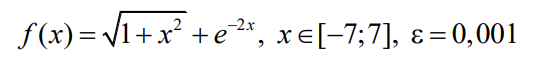 f(x) = √(1+x²) + e⁻²ˣ, x∈[−7;7], ε = 0,001